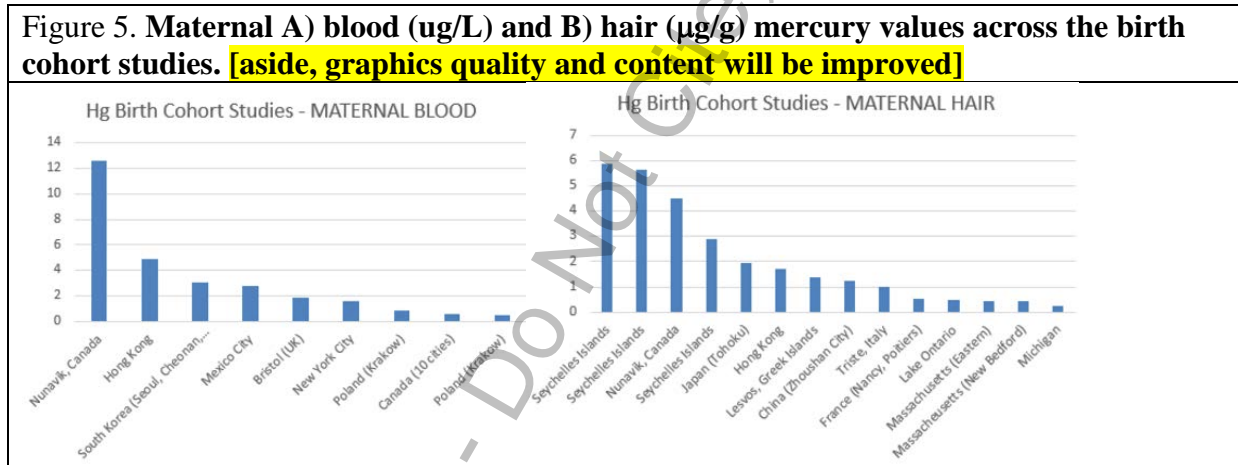 Figure 5. Maternal A) blood (ug/L) and B) hair (µg/g) mercury values across the birth
cohort studies. [aside, graphics quality and content will be improved]
Hg Birth Cohort Studies - MATERNAL BLOOD
14
12
10
8
6
4
2
0
Nunavik, Canada
Hong Kong
South Korea (Seoul, Cheonan,...
Mexico City
Bristol (UK)
New York City
Poland (Krakow)
Canada (10 cities)
Poland (Krakow)
Hg Birth Cohort Studies - MATERNAL HAIR
7
6
5
4
3
2
1
0
Seychelles Islands
Seychelles Islands
Nunavik, Canada
Seychelles Islands
Japan (Tohoku)
Hong Kong
Lesvos, Greek Islands
China (Zhoushan City)
Triste, Italy
France (Nancy, Poitiers)
Lake Ontario
Massachusetts (Eastern)
Massacheusetts (New Bedford)
Michigan
- Do Not Cite